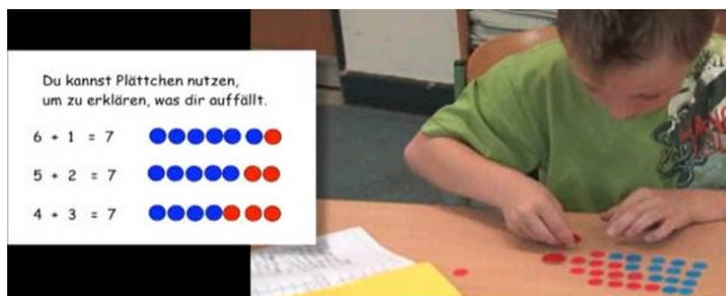 Du kannst Plättchen nutzen,
um zu erklären, was dir auffällt.
6 + 1 = 7
5 + 2 = 7
4 + 3 = 7